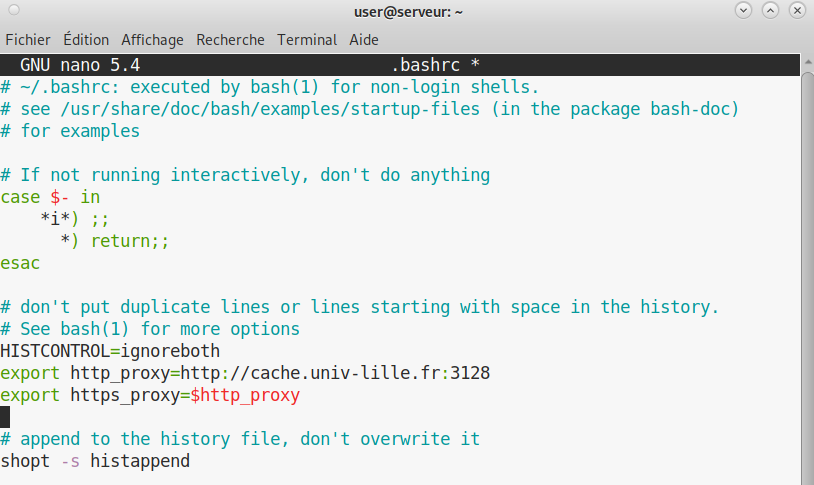 user@serveur: ~
Fichier Édition Affichage Recherche Terminal Aide
GNU nano 5.4 .bashrc *
# ~/.bashrc: executed by bash(1) for non-login shells.
# see /usr/share/doc/bash/examples/startup-files (in the package bash-doc)
# for examples
# If not running interactively, don't do anything
case $- in
    *i*) ;;
      *) return;;
esac
# don't put duplicate lines or lines starting with space in the history.
# See bash(1) for more options
HISTCONTROL=ignoreboth
export http_proxy=http://cache.univ-lille.fr:3128
export https_proxy=$http_proxy
# append to the history file, don't overwrite it
shopt -s histappend